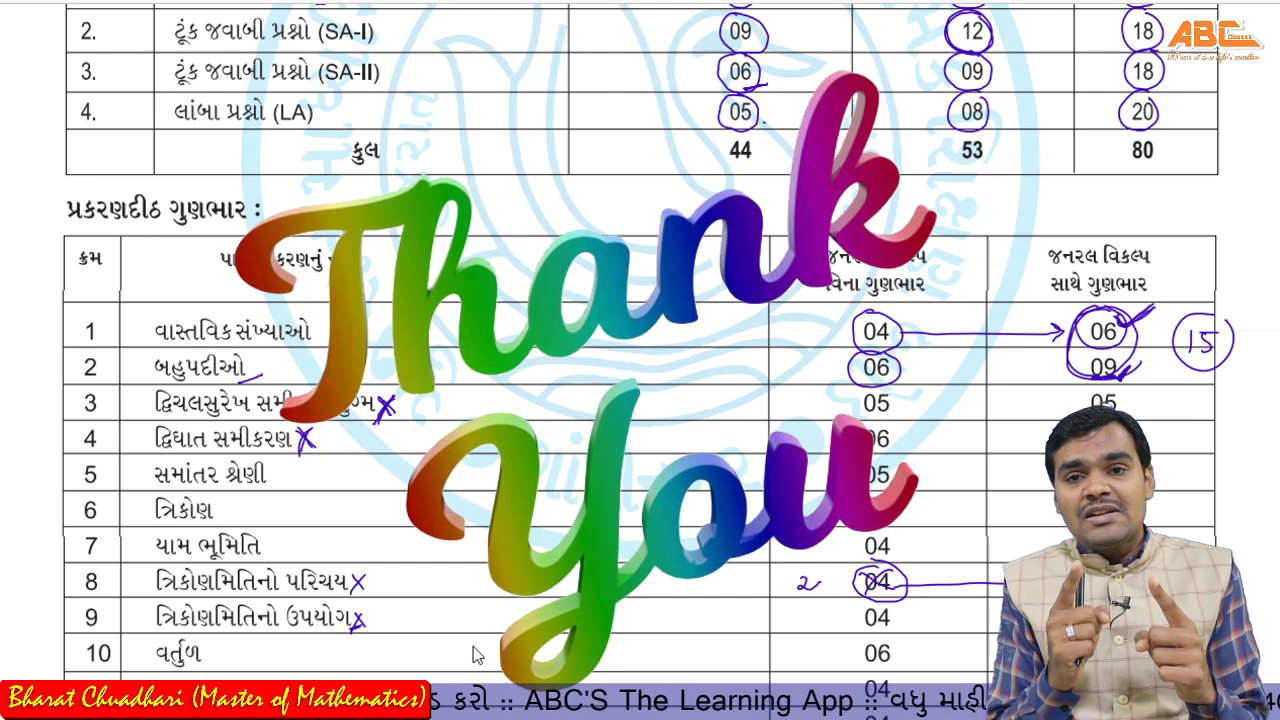 2. ટૂંક જવાબી પ્રશ્નો (SA-I) 09 12 18
3. ટૂંક જવાબી પ્રશ્નો (SA-II) 06 09 18
4. લાંબા પ્રશ્નો (LA) 05 08 20
કુલ 44 53 80
ABC
પ્રકરણદીઠ ગુણભાર :
ક્રમ
વિના ગુણભાર
જનરલ વિકલ્પ
સાથે ગુણભાર
1 વાસ્તવિક સંખ્યાઓ 04 06
2 બહુપદીઓ 06 09
15
3 દ્વિચલસુરેખ 05 05
4 દ્વિઘાત સમીકરણ 06
5 સમાંતર શ્રેણી 05
6 ત્રિકોણ
7 યામ ભૂમિતિ 04
8 ત્રિકોણમિતિનો પરિચય 2 04
9 ત્રિકોણમિતિનો ઉપયોગ 04
10 વર્તુળ 06
04
Thank
You
Bharat Chuadhari (Master of Mathematics)
કરો :: ABC'S The Learning App :: વધુ માહી